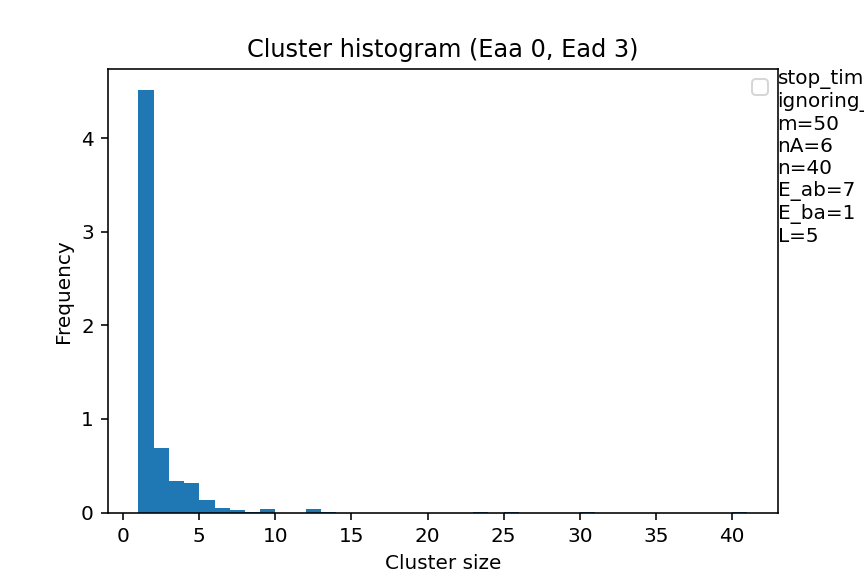 Cluster histogram (Eaa 0, Ead 3)
stop_tim
ignoring_
m=50
nA=6
n=40
E_ab=7
E_ba=1
L=5
4
3
2
1
0
Frequency
0 5 10 15 20 25 30 35 40
Cluster size